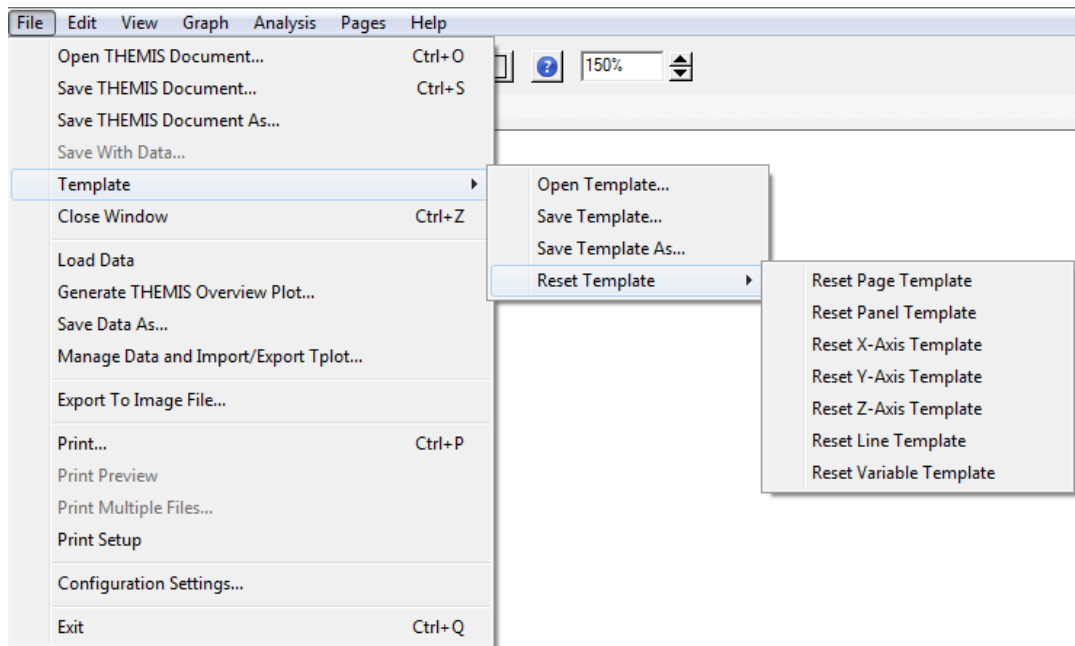 File Edit View Graph Analysis Pages Help
150%
Open THEMIS Document... Ctrl+O
Save THEMIS Document... Ctrl+S
Save THEMIS Document As...
Save With Data...
Template
Close Window Ctrl+Z
Load Data
Generate THEMIS Overview Plot...
Save Data As...
Manage Data and Import/Export Tplot...
Export To Image File...
Print... Ctrl+P
Print Preview
Print Multiple Files...
Print Setup
Configuration Settings...
Exit Ctrl+Q
Open Template...
Save Template...
Save Template As...
Reset Template
Reset Page Template
Reset Panel Template
Reset X-Axis Template
Reset Y-Axis Template
Reset Z-Axis Template
Reset Line Template
Reset Variable Template